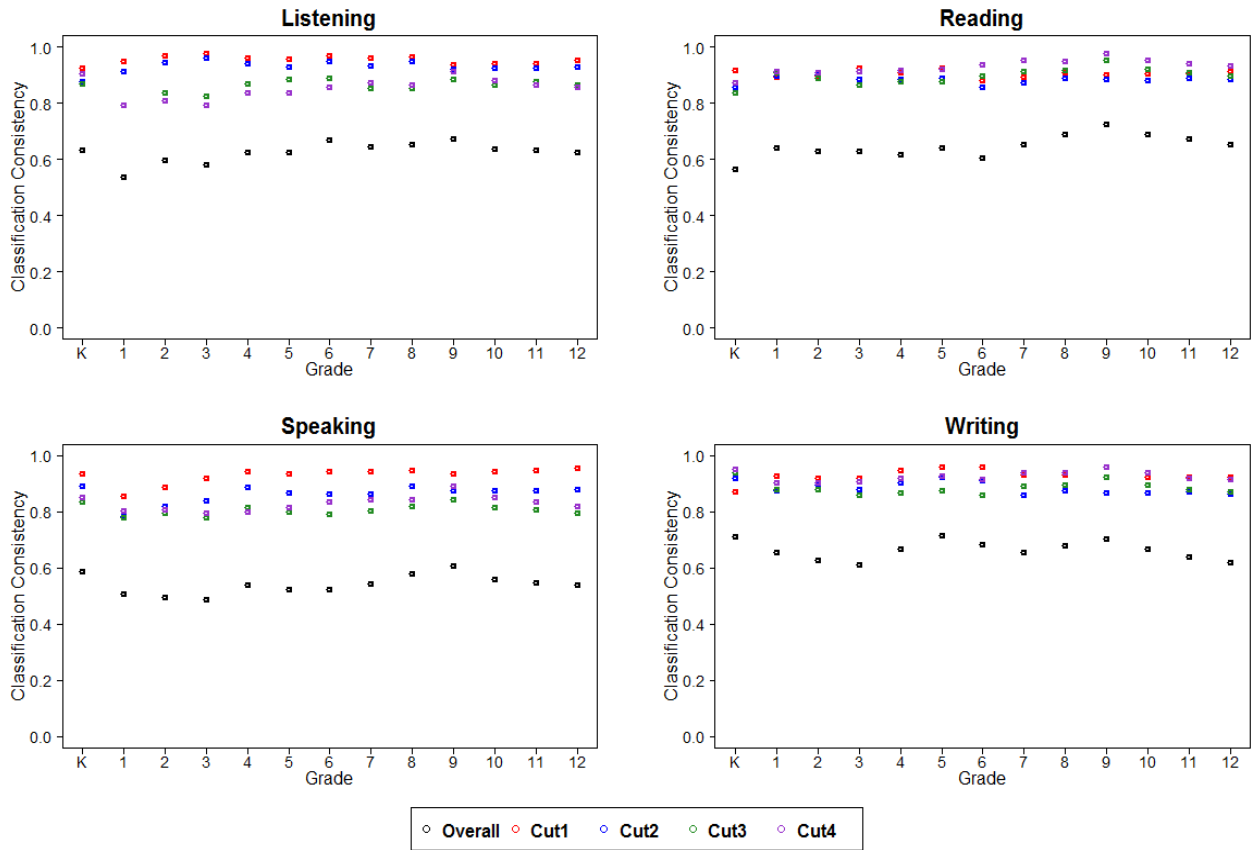 Listening
Classification Consistency
1.0
0.8
0.6
0.4
0.2
0.0
K 1 2 3 4 5 6 7 8 9 10 11 12
Grade
Reading
Classification Consistency
1.0
0.8
0.6
0.4
0.2
0.0
K 1 2 3 4 5 6 7 8 9 10 11 12
Grade
Speaking
Classification Consistency
1.0
0.8
0.6
0.4
0.2
0.0
K 1 2 3 4 5 6 7 8 9 10 11 12
Grade
Writing
Classification Consistency
1.0
0.8
0.6
0.4
0.2
0.0
K 1 2 3 4 5 6 7 8 9 10 11 12
Grade
Overall Cut1 Cut2 Cut3 Cut4